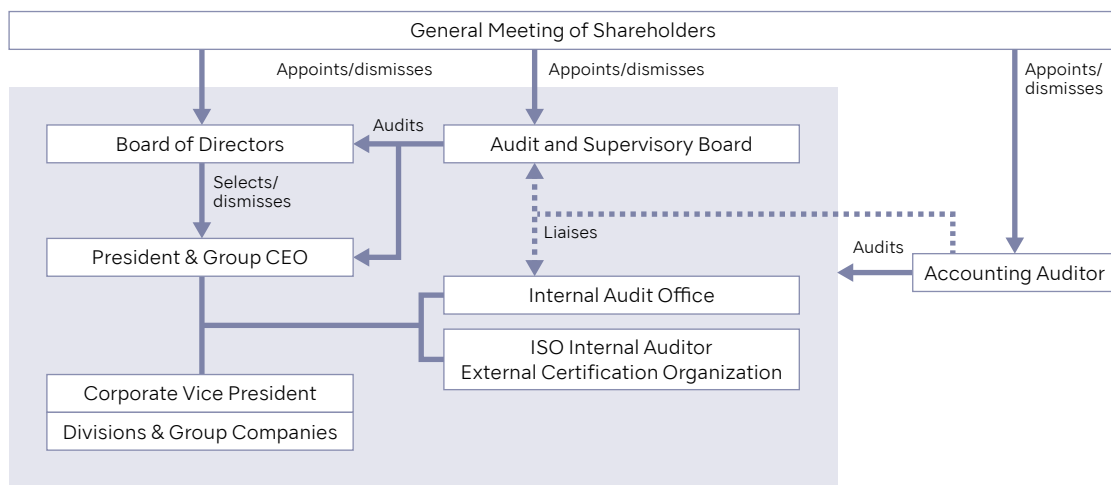 General Meeting of Shareholders
Appoints/dismisses
Appoints/dismisses
Appoints/
dismisses
Board of Directors
Audits
Audit and Supervisory Board
Selects/
dismisses
Liaises
President & Group CEO
Audits
Accounting Auditor
Internal Audit Office
ISO Internal Auditor
External Certification Organization
Corporate Vice President
Divisions & Group Companies